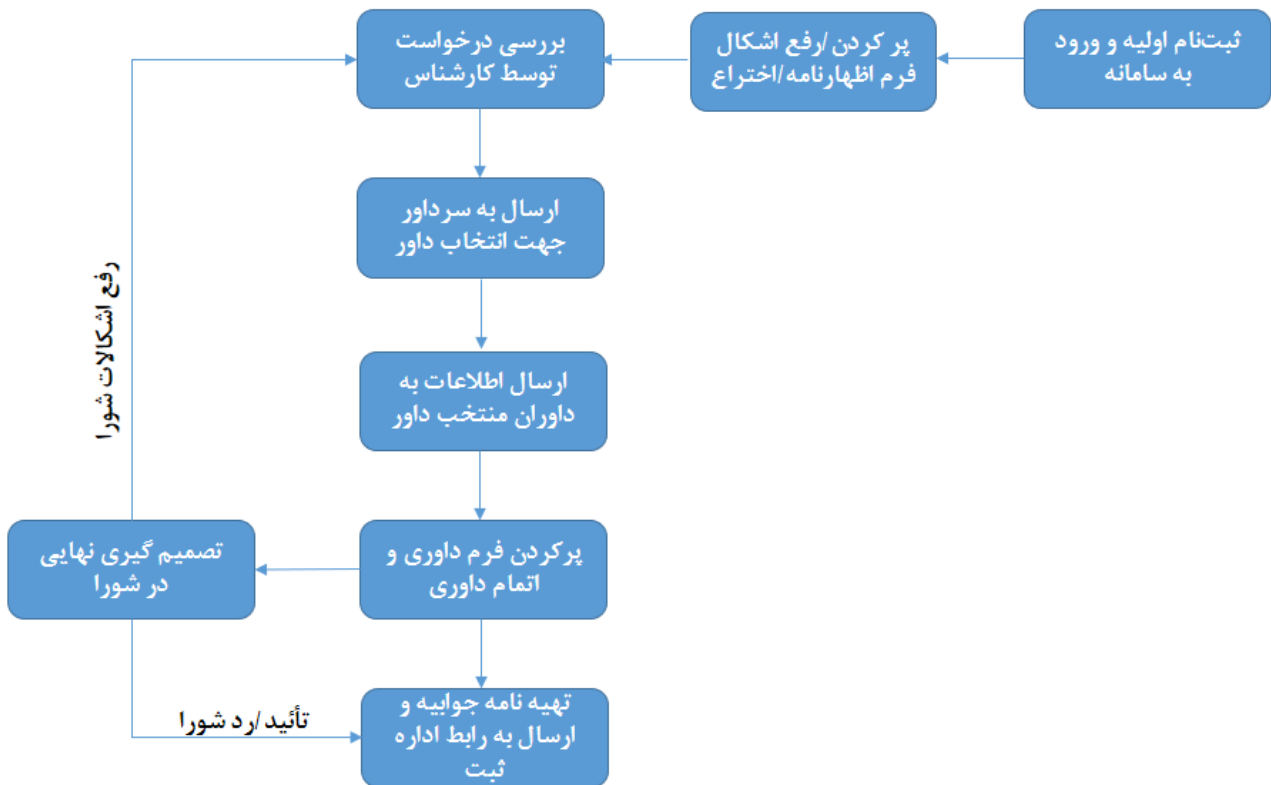 ثبت‌نام اولیه و ورود
به سامانه
پر کردن /رفع اشکال
فرم اظهارنامه/اختراع
بررسی درخواست
توسط کارشناس
ارسال به سرداور
جهت انتخاب داور
ارسال اطلاعات به
داوران منتخب داور
پرکردن فرم داوری و
اتمام داوری
تصمیم گیری نهایی
در شورا
رفع اشکالات شورا
تأئید /رد شورا
تهیه نامه جوابیه و
ارسال به رابط اداره
ثبت